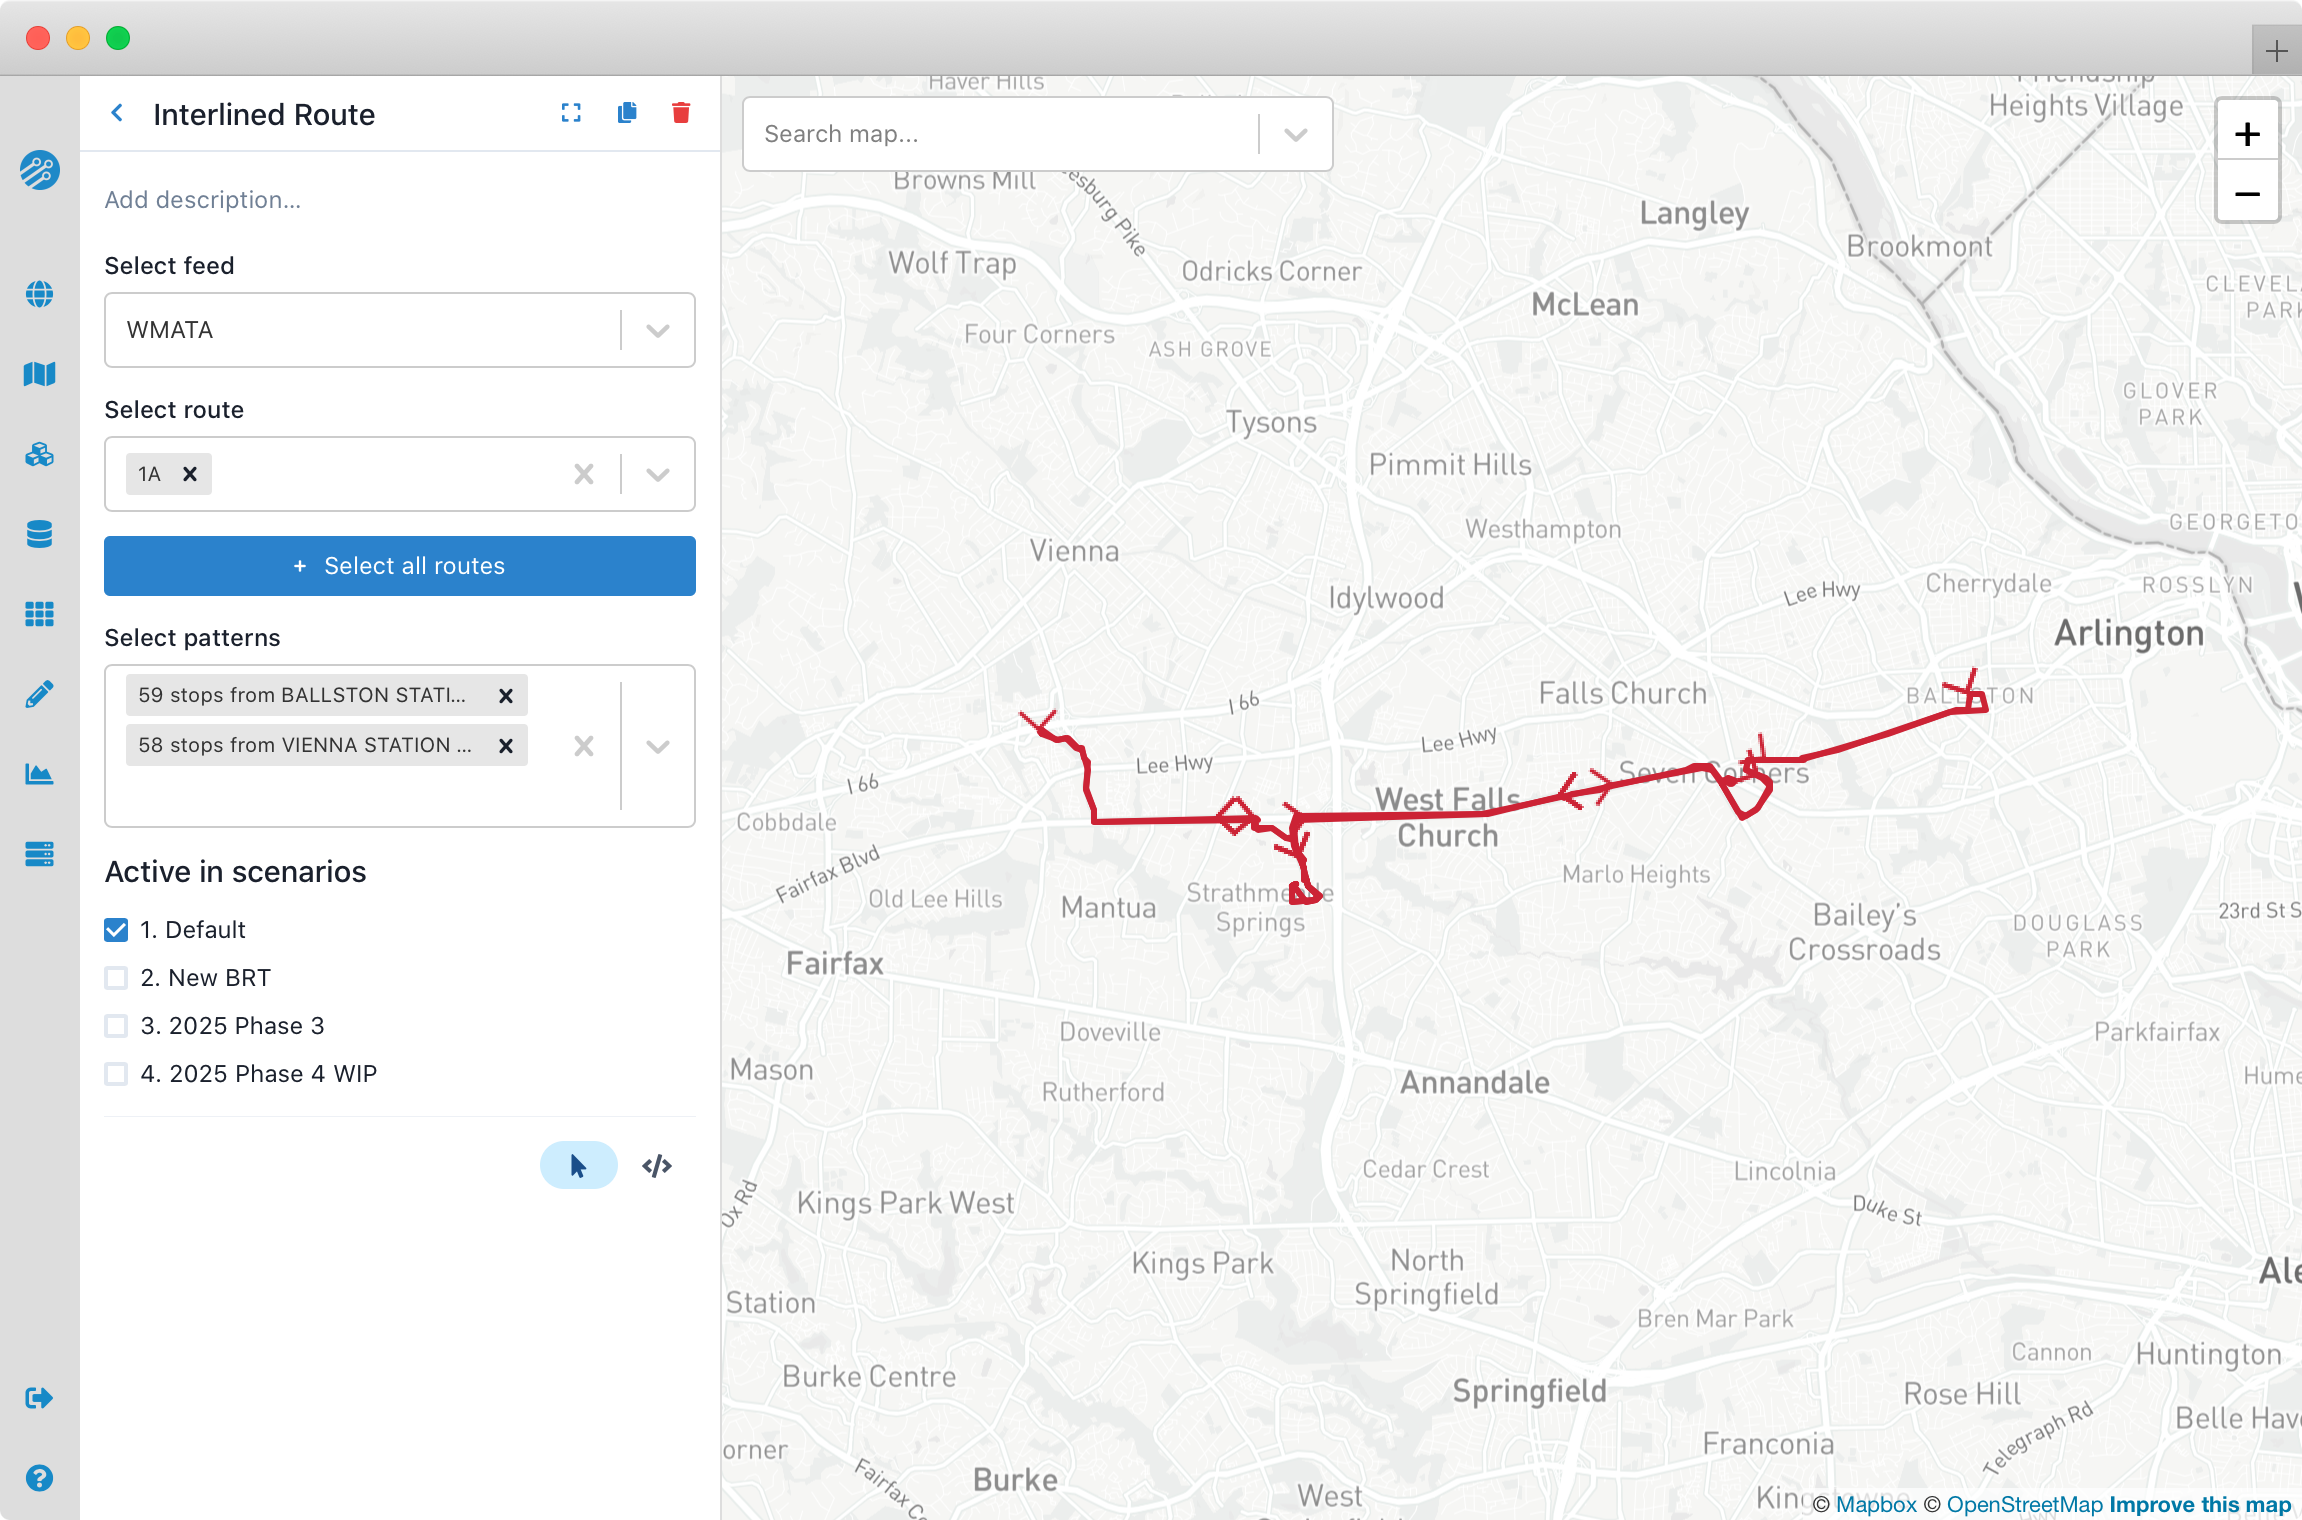 Interlined Route
Add description...
Select feed
WMATA
Select route
1A
+ Select all routes
Select patterns
59 stops from BALLSTON STATI...
58 stops from VIENNA STATION ...
Active in scenarios
1. Default
2. New BRT
3. 2025 Phase 3
4. 2025 Phase 4 WIP
Search map...
+
−
Haver Hills
Heights Village
Browns Mill
esburg Pike
Langley
Brookmont
Wolf Trap
Odricks Corner
CLEVEL
PARK
McLean
Four Corners
ASH GROVE
GLOVER
PARK
Tysons
Pimmit Hills
GEORGETO
Westhampton
Vienna
Idylwood
Lee Hwy
Cherrydale
ROSSLYN
Arlington
I 66
Falls Church
BALLSTON
Lee Hwy
Lee Hwy
Seven Corners
I 66
West Falls
Church
Cobbdale
Fairfax Blvd
Old Lee Hills
Mantua
Strathmeade
Springs
Marlo Heights
Bailey's
Crossroads
DOUGLASS
PARK
23rd St S
Fairfax
Doveville
Parkfairfax
Mason
Rutherford
Annandale
Hume
Ox Rd
Kings Park West
Cedar Crest
Lincolnia
Duke St
Kings Park
North
Springfield
Ale
Station
Bren Mar Park
Cannon
Huntington
Burke Centre
Springfield
Rose Hill
Belle Have
Telegraph Rd
Franconia
orner
Fairfax Co
Burke
West
© Mapbox © OpenStreetMap Improve this map